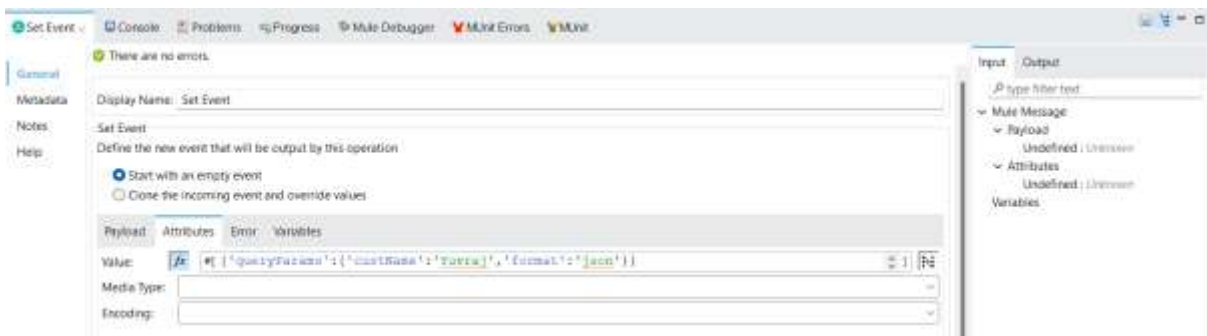 Set Event
Console
Problems
Progress
Mule Debugger
MUnit Errors
MUnit
There are no errors.
General
Metadata
Notes
Help
Display Name: Set Event
Set Event
Define the new event that will be output by this operation
Start with an empty event
Clone the incoming event and override values
Payload
Attributes
Error
Variables
Value: fx #[ {'queryParams':{'custName':'Yuvraj','format':'json'}}
Media Type:
Encoding:
Input
Output
type filter text
Mule Message
Payload
Undefined : Unknown
Attributes
Undefined : Unknown
Variables